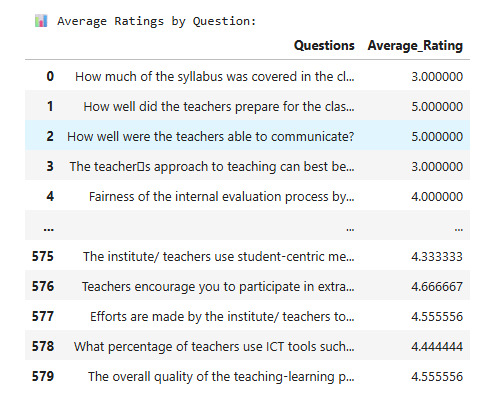 📊 Average Ratings by Question:
Questions Average_Rating
0 How much of the syllabus was covered in the cl... 3.000000
1 How well did the teachers prepare for the clas... 5.000000
2 How well were the teachers able to communicate? 5.000000
3 The teacher▯s approach to teaching can best be... 3.000000
4 Fairness of the internal evaluation process by... 4.000000
... ... ...
575 The institute/ teachers use student-centric me... 4.333333
576 Teachers encourage you to participate in extra... 4.666667
577 Efforts are made by the institute/ teachers to... 4.555556
578 What percentage of teachers use ICT tools such... 4.444444
579 The overall quality of the teaching-learning p... 4.555556